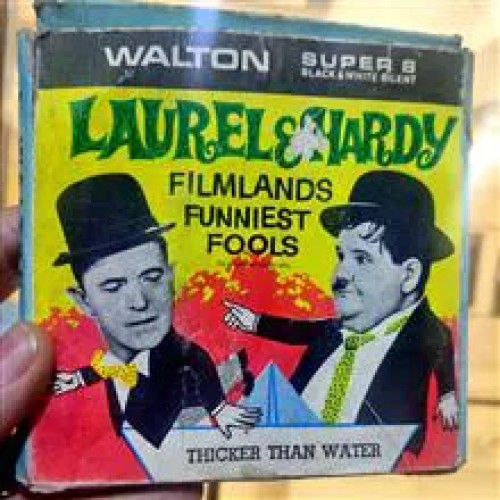 WALTON
SUPER 8
BLACK & WHITE SILENT
LAUREL & HARDY
FILMLANDS
FUNNIEST
FOOLS
THICKER THAN WATER